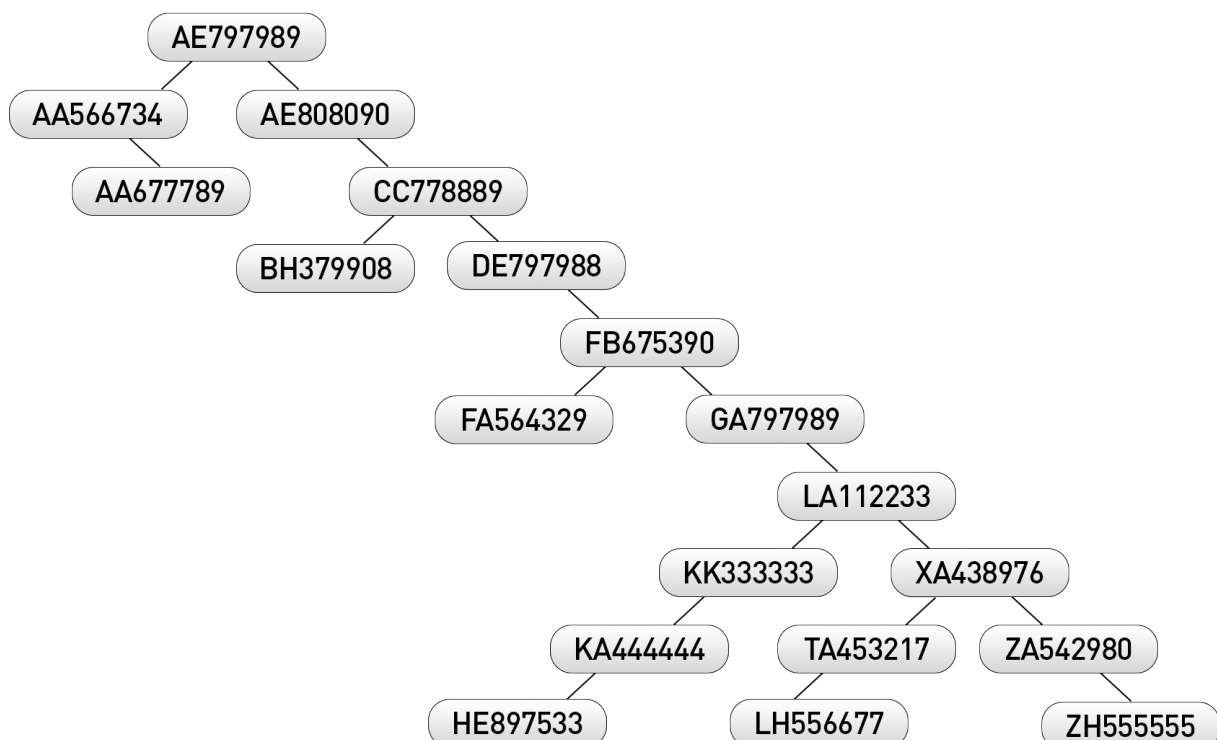 AE797989
AA566734
AE808090
AA677789
CC778889
BH379908
DE797988
FB675390
FA564329
GA797989
LA112233
KK333333
XA438976
KA444444
TA453217
ZA542980
HE897533
LH556677
ZH555555